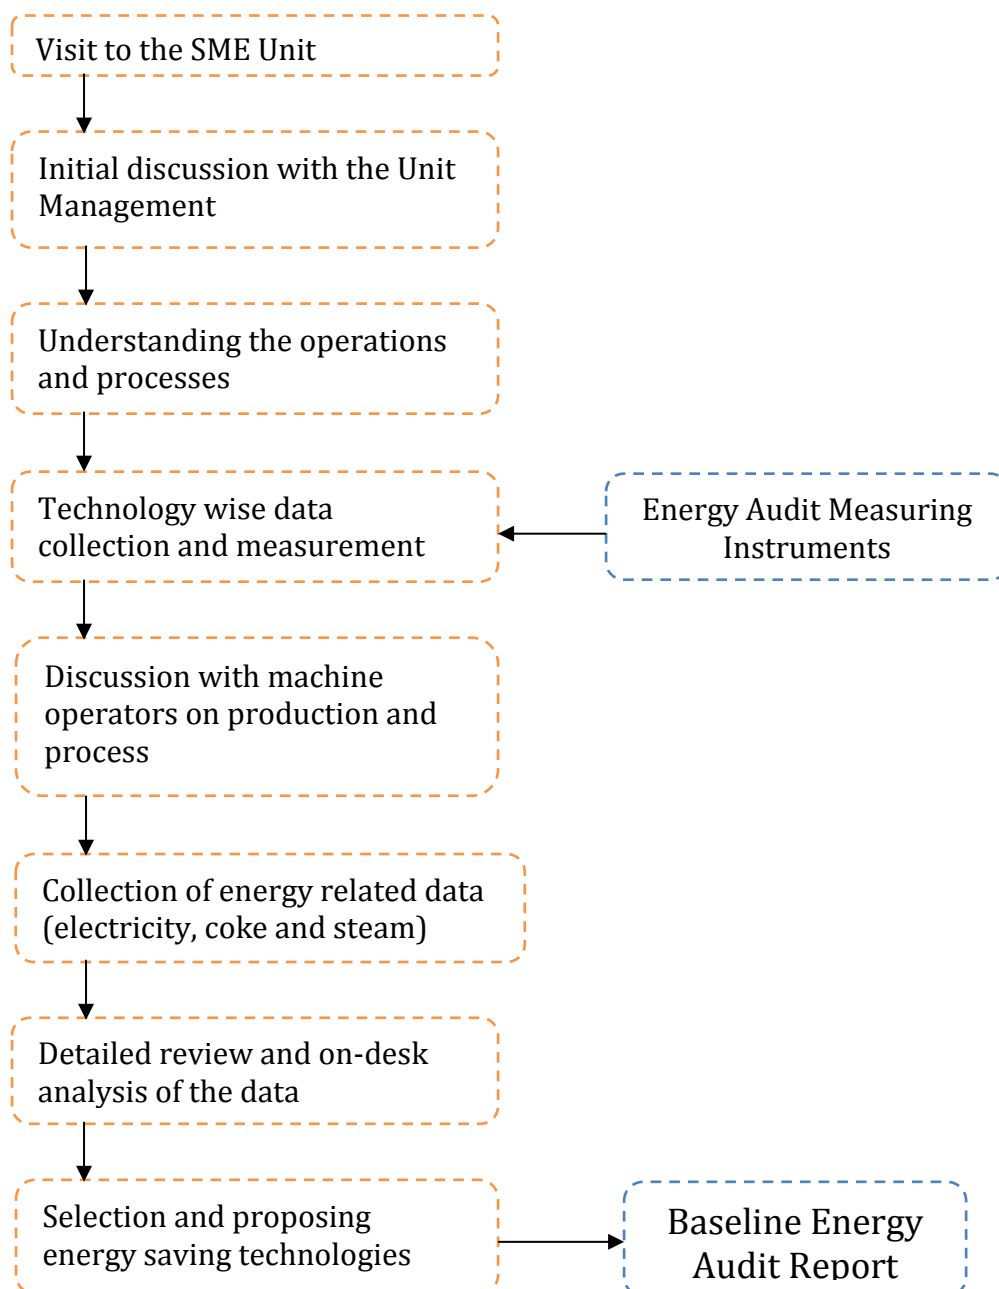 Visit to the SME Unit
Initial discussion with the Unit
Management
Understanding the operations
and processes
Technology wise data
collection and measurement
Energy Audit Measuring
Instruments
Discussion with machine
operators on production and
process
Collection of energy related data
(electricity, coke and steam)
Detailed review and on-desk
analysis of the data
Selection and proposing
energy saving technologies
Baseline Energy
Audit Report